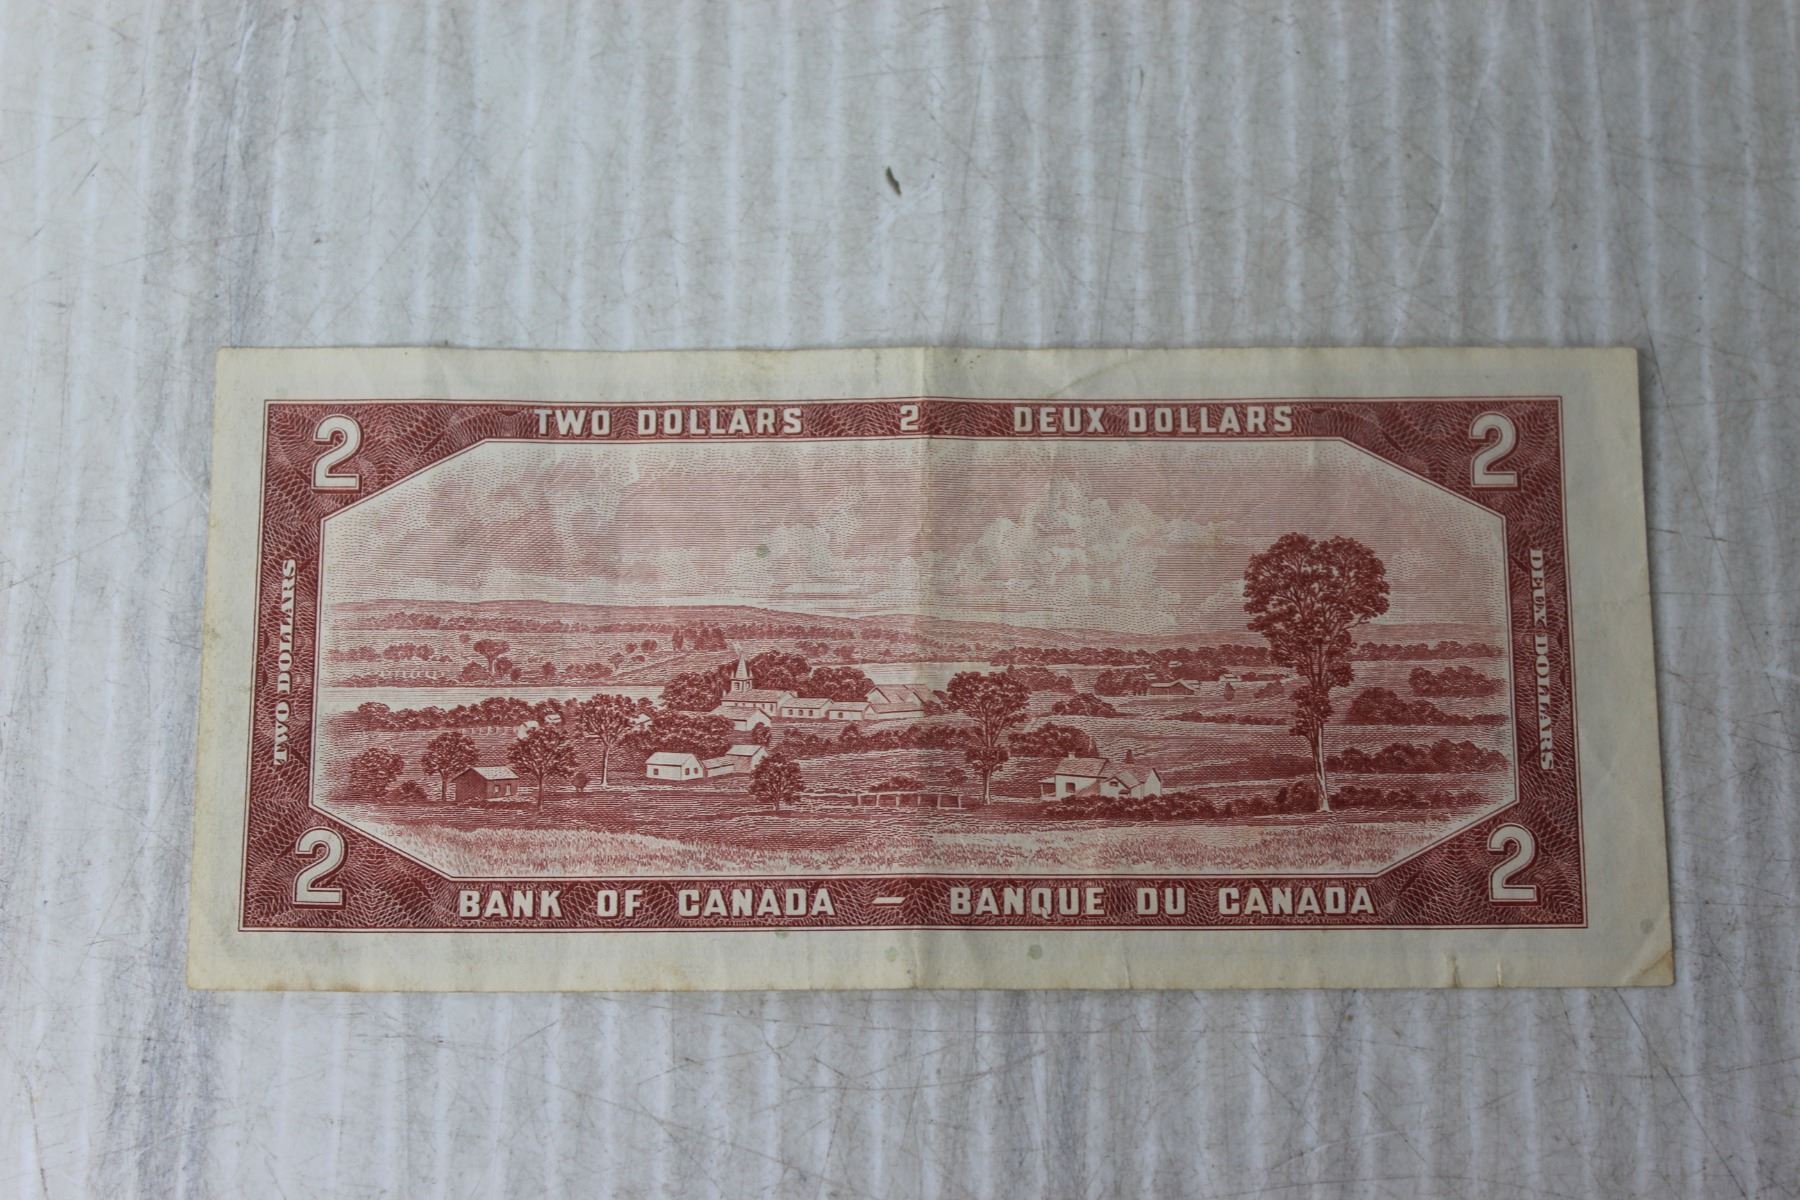 2 TWO DOLLARS 2 DEUX DOLLARS 2
TWO DOLLARS
DEUX DOLLARS
2 BANK OF CANADA — BANQUE DU CANADA 2